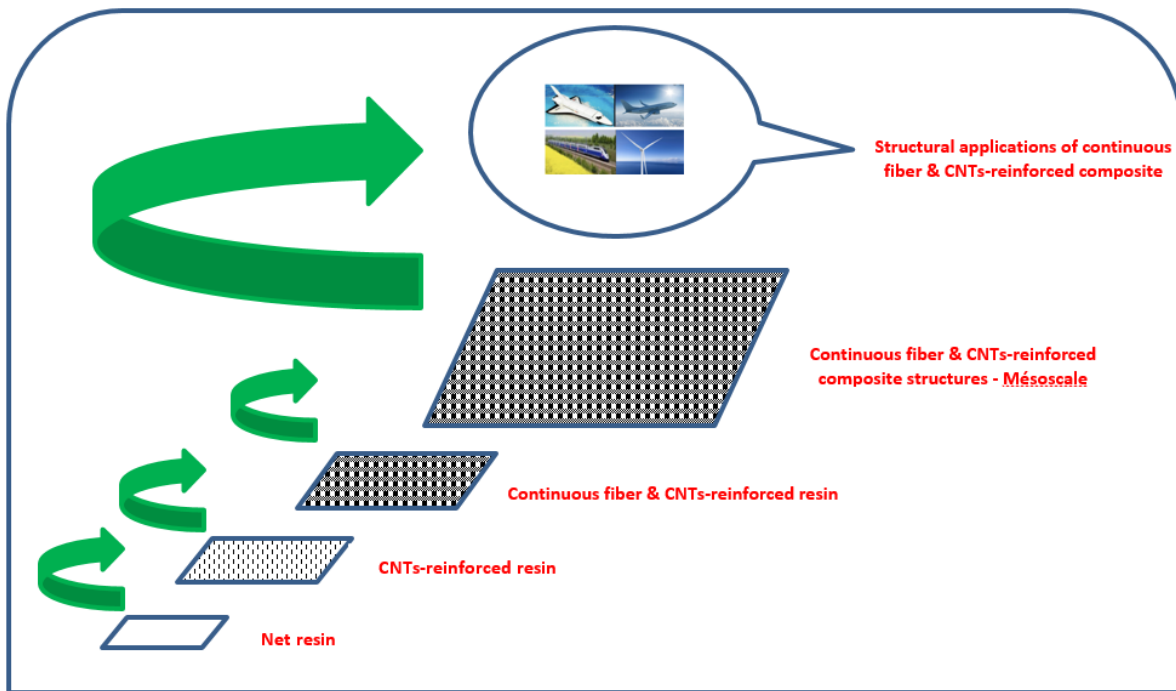 Structural applications of continuous
fiber & CNTs-reinforced composite
Continuous fiber & CNTs-reinforced
composite structures - Mésoscale
Continuous fiber & CNTs-reinforced resin
CNTs-reinforced resin
Net resin